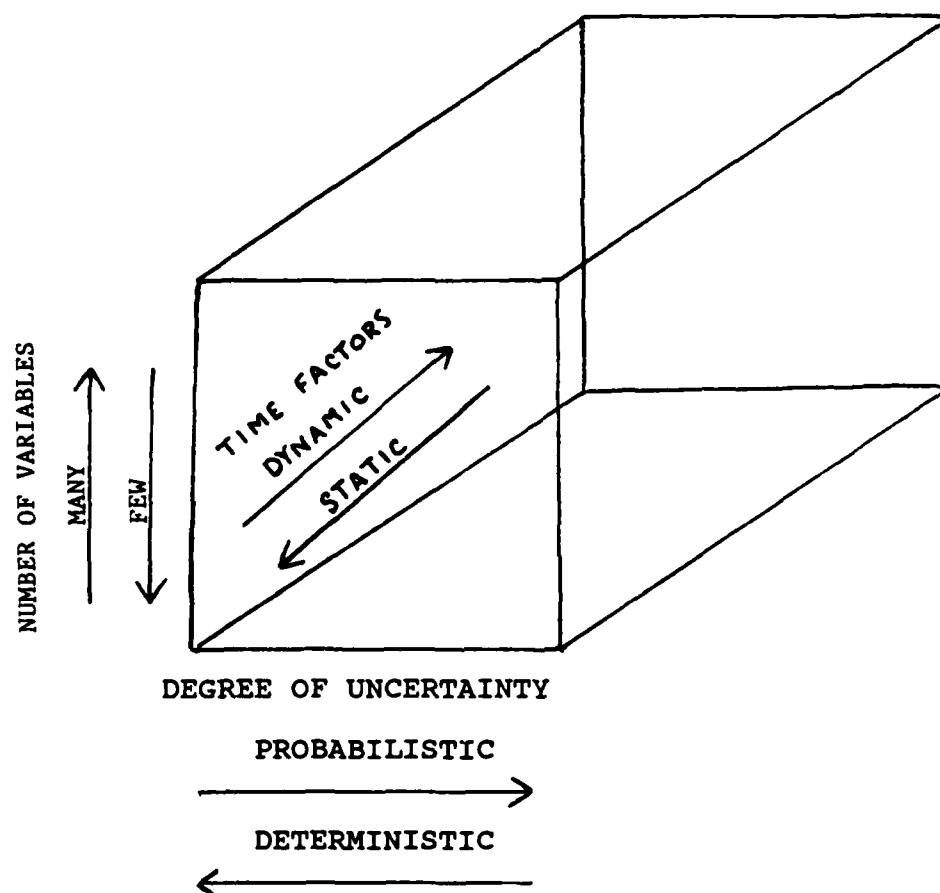 TIME FACTORS
DYNAMIC
STATIC
NUMBER OF VARIABLES
MANY
FEW
DEGREE OF UNCERTAINTY
PROBABILISTIC
DETERMINISTIC